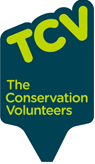 TCV
The
Conservation
Volunteers